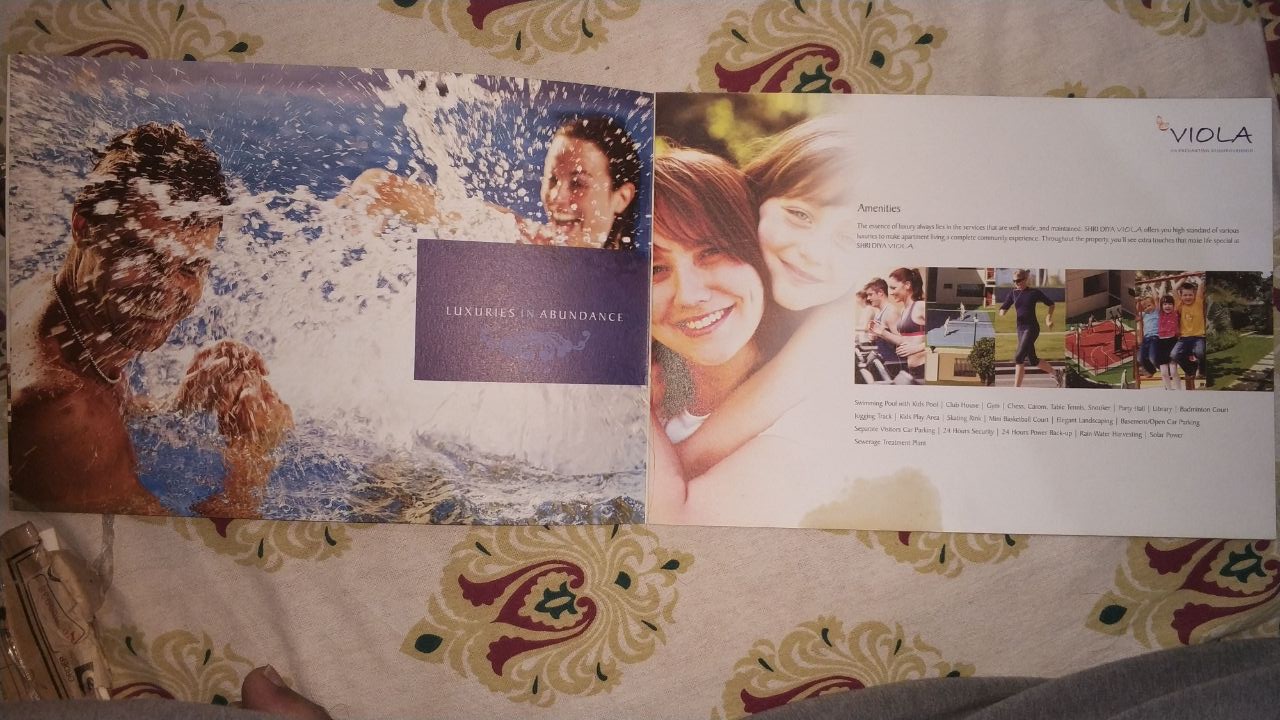 LUXURIES IN ABUNDANCE
VIOLA
Amenities
The essence of luxury always lies in the services that are well made, and maintained. SHRI DIYA VIOLA offers you high standard of various
luxuries to make apartment living a complete community experience. Throughout the property, you'll see extra touches that make life special at
SHRI DIYA VIOLA.
Swimming Pool with Kids Pool | Club House | Gym | Chess, Carom, Table Tennis, Snooker | Party Hall | Library | Badminton Court
Jogging Track | Kids Play Area | Skating Rink | Mini Basketball Court | Elegant Landscaping | Basement/Open Car Parking
Separate Visitors Car Parking | 24 Hours Security | 24 Hours Power Back-up | Rain Water Harvesting | Solar Power
Sewerage Treatment Plant